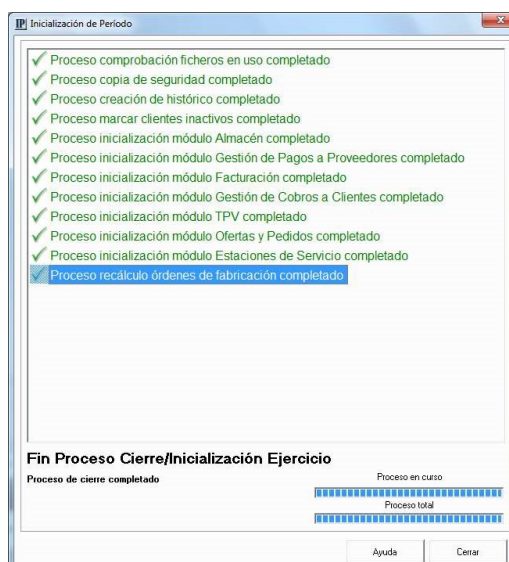 IP Inicialización de Período
Proceso comprobación ficheros en uso completado
Proceso copia de seguridad completado
Proceso creación de histórico completado
Proceso marcar clientes inactivos completado
Proceso inicialización módulo Almacén completado
Proceso inicialización módulo Gestión de Pagos a Proveedores completado
Proceso inicialización módulo Facturación completado
Proceso inicialización módulo Gestión de Cobros a Clientes completado
Proceso inicialización módulo TPV completado
Proceso inicialización módulo Ofertas y Pedidos completado
Proceso inicialización módulo Estaciones de Servicio completado
Proceso recálculo órdenes de fabricación completado
Fin Proceso Cierre/Inicialización Ejercicio
Proceso de cierre completado
Proceso en curso
Proceso total
Ayuda
Cerrar